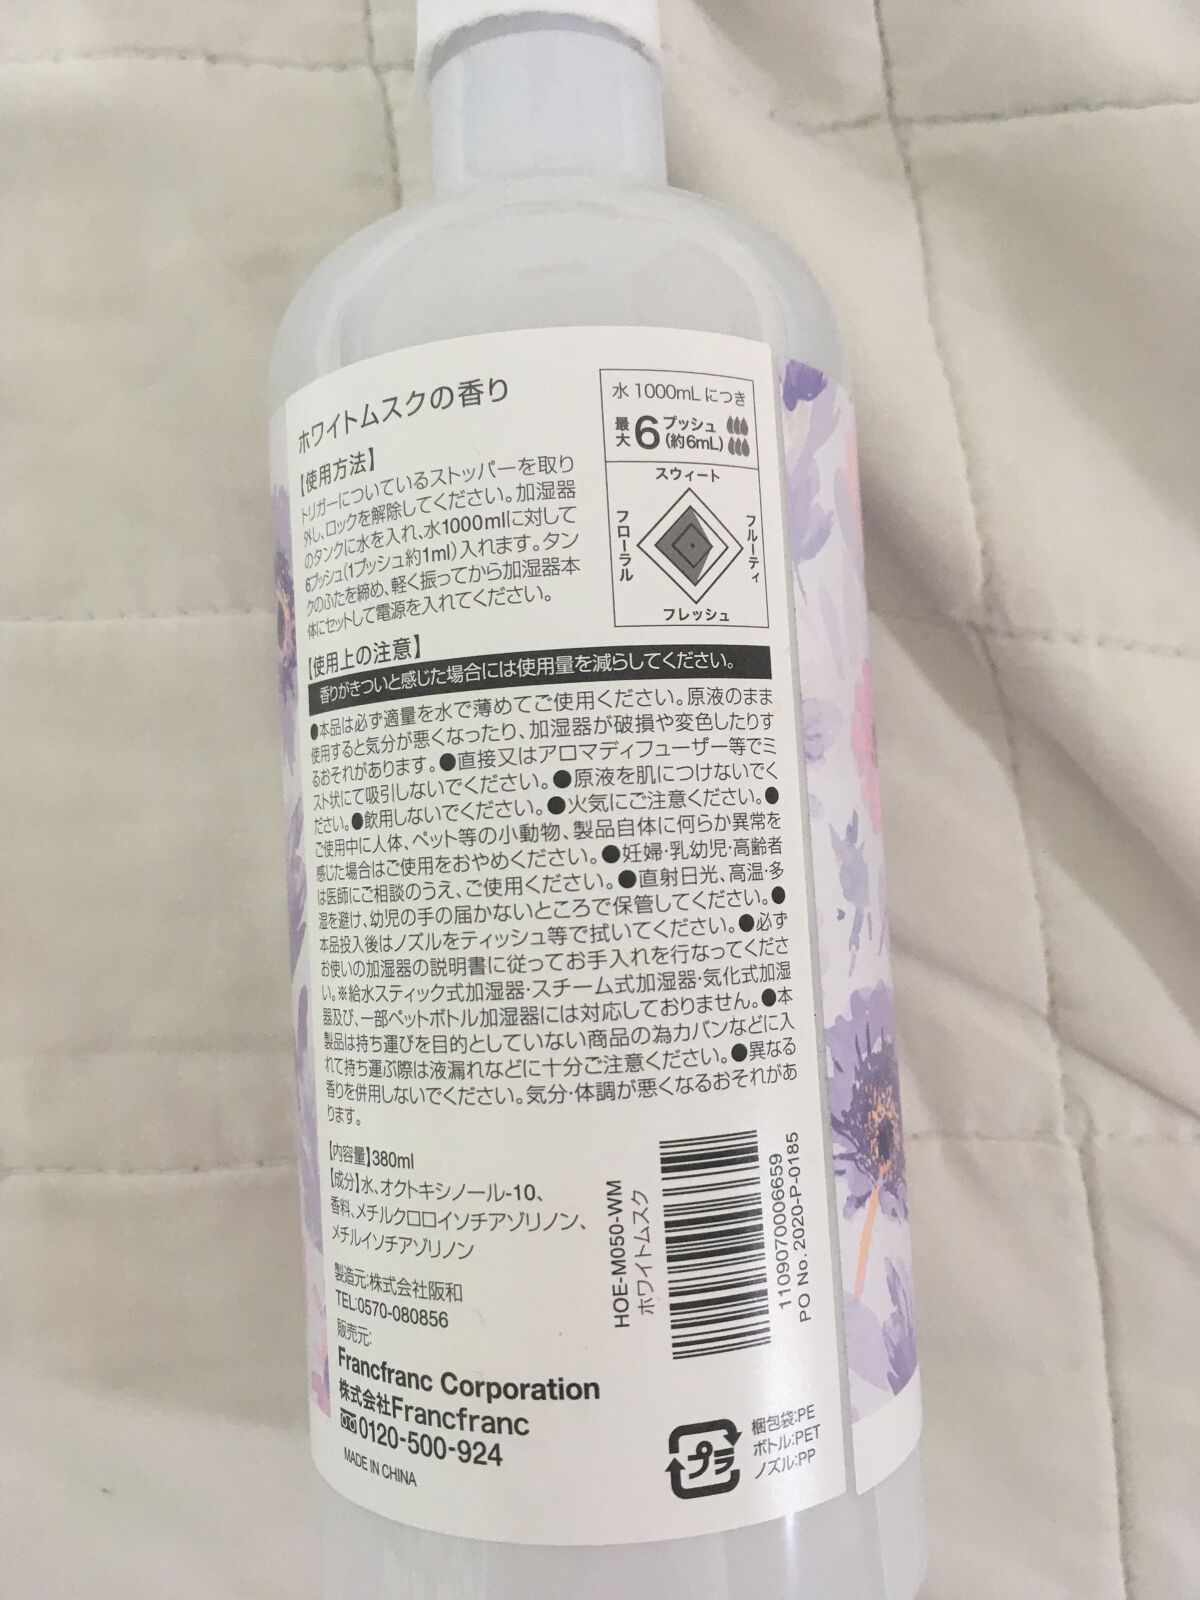 ホワイトムスクの香り
【使用方法】
トリガーについているストッパーを取り
外し、ロックを解除してください。加湿器
のタンクに水を入れ、水1000mlに対して
6プッシュ(1プッシュ約1ml)入れます。タン
クのふたを締め、軽く振ってから加湿器本
体にセットして電源を入れてください。
水1000mLにつき
最大6プッシュ(約6mL)
スウィート
フローラル
フルーティ
フレッシュ
【使用上の注意】
香りがきついと感じた場合には使用量を減らしてください。
●本品は必ず適量を水で薄めてご使用ください。原液のまま
使用すると気分が悪くなったり、加湿器が破損や変色したりす
るおそれがあります。●直接又はアロマディフューザー等でミ
スト状にて吸引しないでください。●原液を肌につけないでく
ださい。●飲用しないでください。●火気にご注意ください。●
ご使用中に人体、ペット等の小動物、製品自体に何らか異常を
感じた場合はご使用をおやめください。●妊婦・乳幼児・高齢者
は医師にご相談のうえ、ご使用ください。●直射日光、高温・多
湿を避け、幼児の手の届かないところで保管してください。●
本品投入後はノズルをティッシュ等で拭いてください。●必ず
お使いの加湿器の説明書に従ってお手入れを行なってくださ
い。※給水スティック式加湿器・スチーム式加湿器・気化式加湿
器及び、一部ペットボトル加湿器には対応しておりません。●本
製品は持ち運びを目的としていない商品の為カバンなどに入
れて持ち運ぶ際は液漏れなどに十分ご注意ください。●異なる
香りを併用しないでください。気分・体調が悪くなるおそれがあ
ります。
【内容量】380ml
【成分】水、オクトキシノール-10、
香料、メチルクロロイソチアゾリノン、
メチルイソチアゾリノン
製造元:株式会社阪和
TEL:0570-080856
販売元:
Francfranc Corporation
株式会社Francfranc
0120-500-924
MADE IN CHINA
HOE-M050-WM
ホワイトムスク
1109070006659
PO No. 2020-P-0185
プラ
梱包袋:PE
ボトル:PET
ノズル:PP